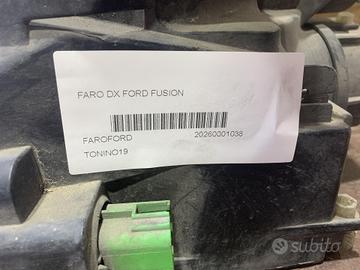 FARO DX FORD FUSION
FAROFORD 20260001038
TONINO19
subito